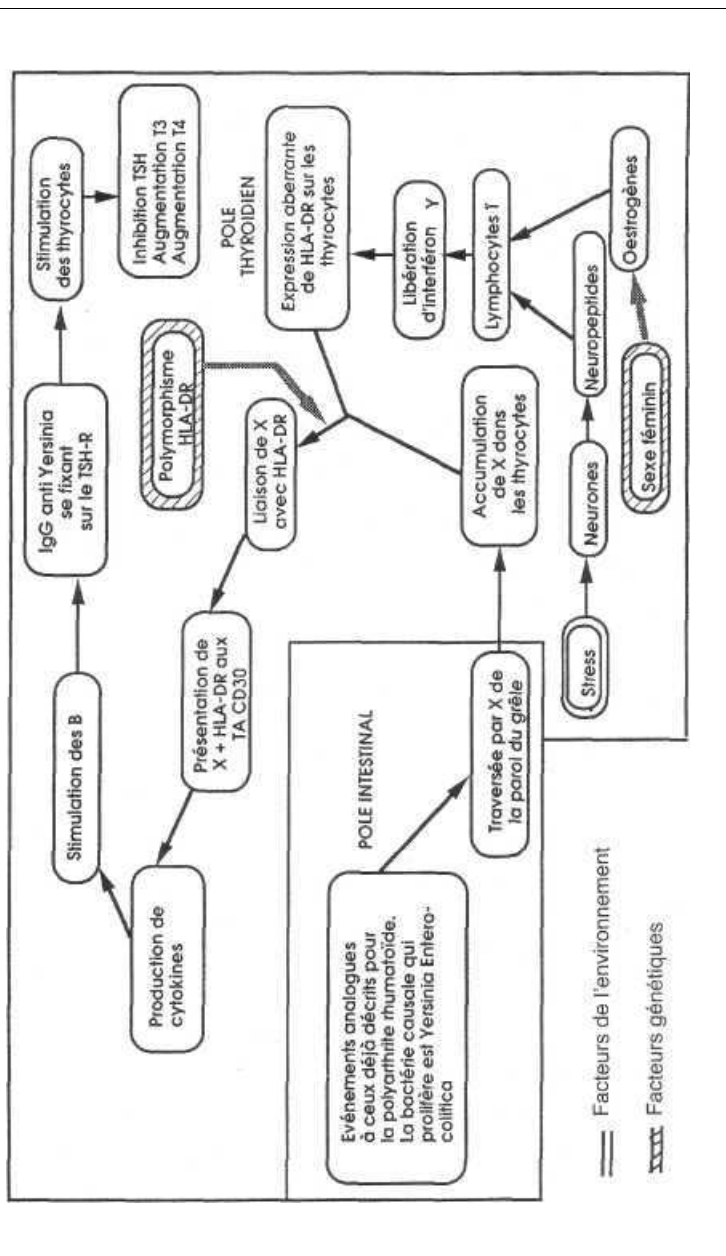 Evénements analogues
à ceux déjà décrits pour
la polyarthrite rhumatoïde.
La bactérie causale qui
prolifère est Yersinia Entero-
colitica
POLE INTESTINAL
Traversée par X de
la paroi du grêle
Accumulation
de X dans
les thyrocytes
Stress
Neurones
Neuropeptides
Sexe féminin
Oestrogènes
Lymphocytes T
Libération
d'interféron γ
Expression aberrante
de HLA-DR sur les
thyrocytes
POLE
THYROIDIEN
Polymorphisme
HLA-DR
Liaison de X
avec HLA-DR
Présentation de
X + HLA-DR aux
TA CD30
Production de
cytokines
Stimulation des B
IgG anti Yersinia
se fixant
sur le TSH-R
Stimulation
des thyrocytes
Inhibition TSH
Augmentation T3
Augmentation T4
Facteurs de l'environnement
Facteurs génétiques